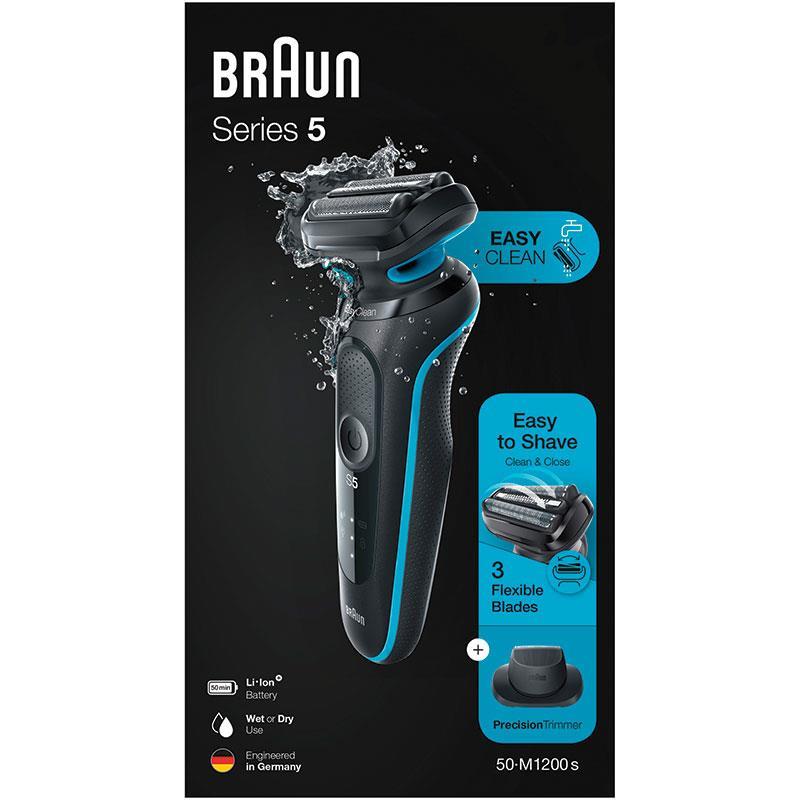 BRAUN
Series 5
EASY
CLEAN
EasyClean
Easy
to Shave
Clean & Close
S5
3
Flexible
Blades
BRAUN
BRAUN
+
PrecisionTrimmer
50 min
Li·Ion
Battery
Wet or Dry
Use
Engineered
in Germany
50·M1200s